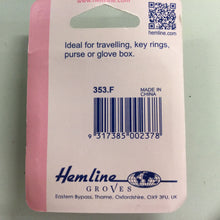 www.hemline.com
Ideal for travelling, key rings,
purse or glove box.
353.F
MADE IN
CHINA
9 317385 002378
Hemline
GROVES
Eastern Bypass, Thame, Oxfordshire, OX9 3FU, UK